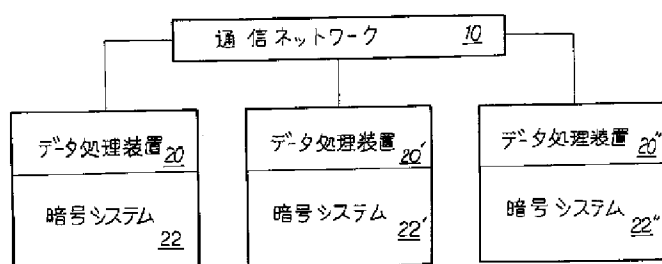 通信ネットワーク 10
データ処理装置 20
暗号システム 22
データ処理装置 20'
暗号システム 22'
データ処理装置 20"
暗号システム 22"